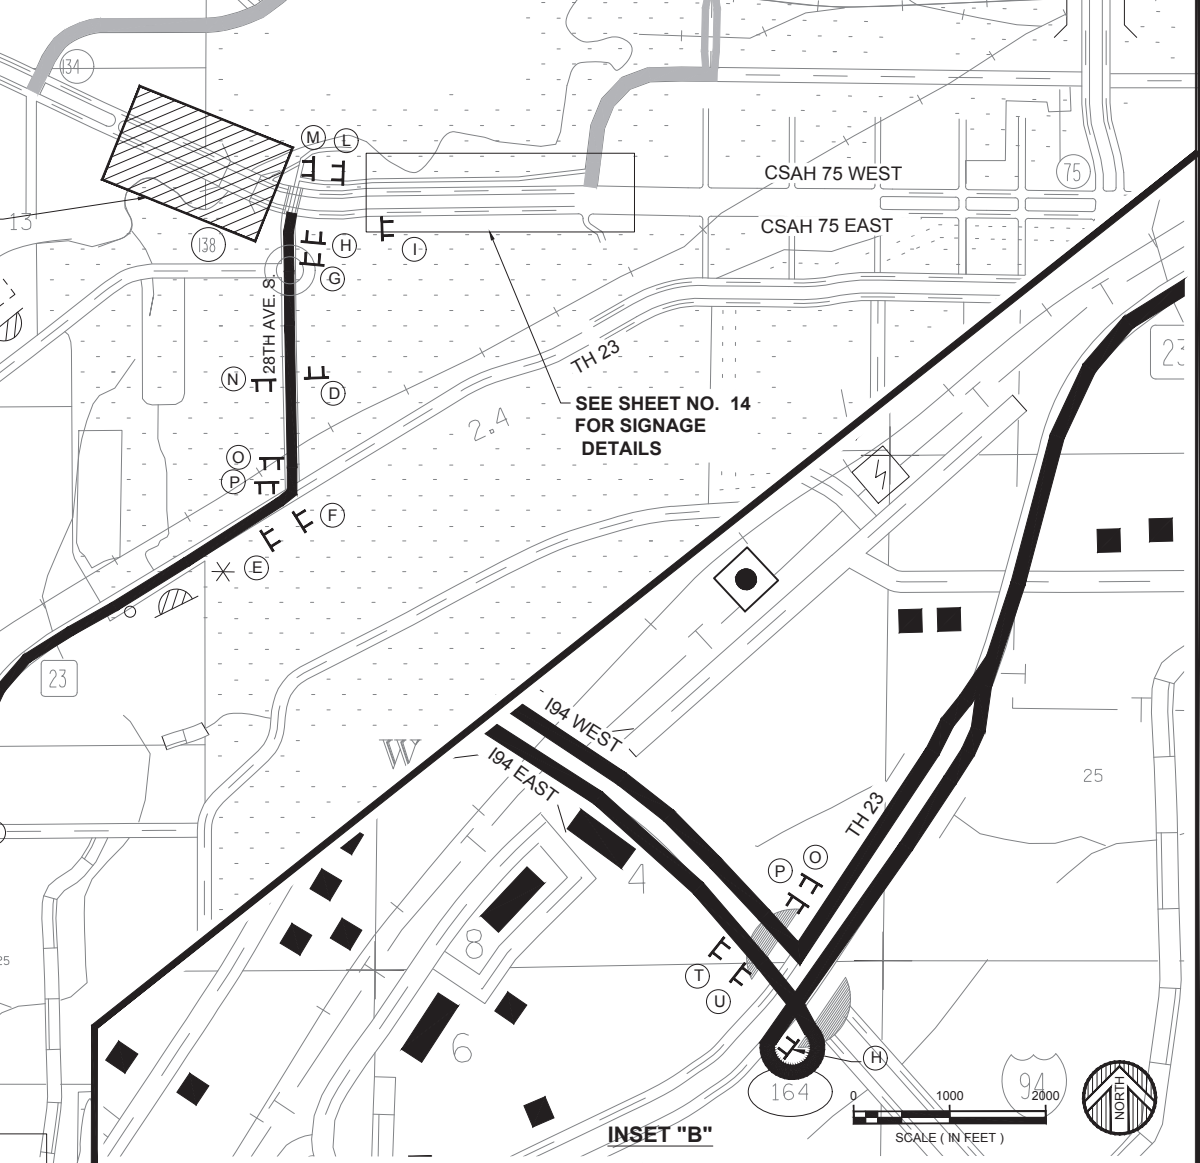 134
M
L
CSAH 75 WEST
75
13
138
H
I
CSAH 75 EAST
G
28TH AVE. S.
TH 23
23
N
D
SEE SHEET NO. 14
FOR SIGNAGE
DETAILS
2.4
O
P
F
E
23
W
I94 WEST
I94 EAST
25
TH 23
4
P
O
8
25
T
U
6
H
164
94
0 1000 2000
SCALE ( IN FEET )
NORTH
INSET "B"